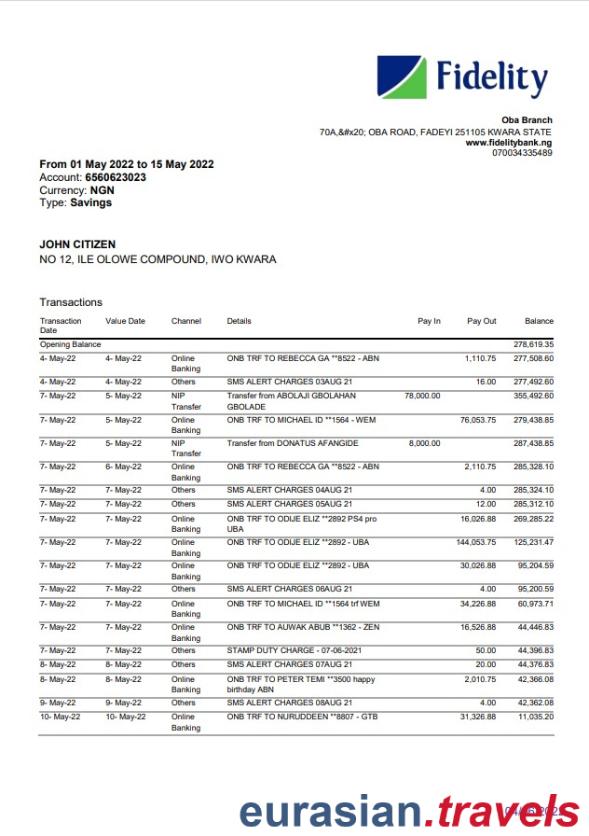 Fidelity
Oba Branch
70A,&#x20; OBA ROAD, FADEYI 251105 KWARA STATE
www.fidelitybank.ng
070034335489
From 01 May 2022 to 15 May 2022
Account: 6560623023
Currency: NGN
Type: Savings
JOHN CITIZEN
NO 12, ILE OLOWE COMPOUND, IWO KWARA
Transactions
Transaction Date Value Date Channel Details Pay In Pay Out Balance
Opening Balance 278,619.35
4- May-22 4- May-22 Online Banking ONB TRF TO REBECCA GA **8522 - ABN 1,110.75 277,508.60
4- May-22 4- May-22 Others SMS ALERT CHARGES 03AUG 21 16.00 277,492.60
7- May-22 5- May-22 NIP Transfer Transfer from ABOLAJI GBOLAHAN GBOLADE 78,000.00 355,492.60
7- May-22 5- May-22 Online Banking ONB TRF TO MICHAEL ID **1564 - WEM 76,053.75 279,438.85
7- May-22 5- May-22 NIP Transfer Transfer from DONATUS AFANGIDE 8,000.00 287,438.85
7- May-22 6- May-22 Online Banking ONB TRF TO REBECCA GA **8522 - ABN 2,110.75 285,328.10
7- May-22 7- May-22 Others SMS ALERT CHARGES 04AUG 21 4.00 285,324.10
7- May-22 7- May-22 Others SMS ALERT CHARGES 05AUG 21 12.00 285,312.10
7- May-22 7- May-22 Online Banking ONB TRF TO ODIJE ELIZ **2892 PS4 pro UBA 16,026.88 269,285.22
7- May-22 7- May-22 Online Banking ONB TRF TO ODIJE ELIZ **2892 - UBA 144,053.75 125,231.47
7- May-22 7- May-22 Online Banking ONB TRF TO ODIJE ELIZ **2892 - UBA 30,026.88 95,204.59
7- May-22 7- May-22 Others SMS ALERT CHARGES 06AUG 21 4.00 95,200.59
7- May-22 7- May-22 Online Banking ONB TRF TO MICHAEL ID **1564 trf WEM 34,226.88 60,973.71
7- May-22 7- May-22 Online Banking ONB TRF TO AUWAK ABUB **1362 - ZEN 16,526.88 44,446.83
7- May-22 7- May-22 Others STAMP DUTY CHARGE - 07-06-2021 50.00 44,396.83
8- May-22 8- May-22 Others SMS ALERT CHARGES 07AUG 21 20.00 44,376.83
8- May-22 8- May-22 Online Banking ONB TRF TO PETER TEMI **3500 happy birthday ABN 2,010.75 42,366.08
9- May-22 9- May-22 Others SMS ALERT CHARGES 08AUG 21 4.00 42,362.08
10- May-22 10- May-22 Online Banking ONB TRF TO NURUDDEEN **8807 - GTB 31,326.88 11,035.20
eurasian.travels